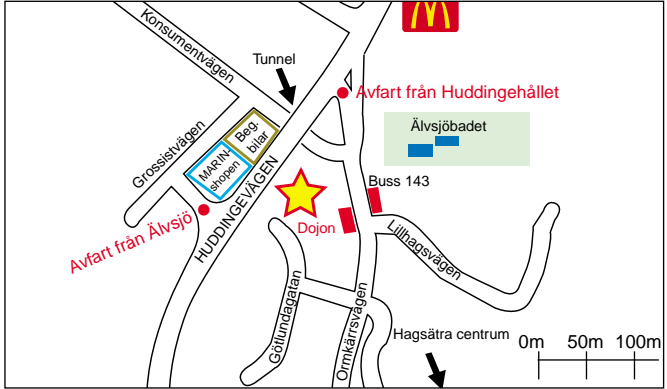 Konsumentvägen
Tunnel
Avfart från Huddingehållet
Grossistvägen
Beg-
bilar
MARIN-
shopen
Älvsjöbadet
Buss 143
HUDDINGEVÄGEN
Avfart från Älvsjö
Dojon
Lillhagsvägen
Götlundagatan
Ormkärrsvägen
Hagsätra centrum
0m 50m 100m